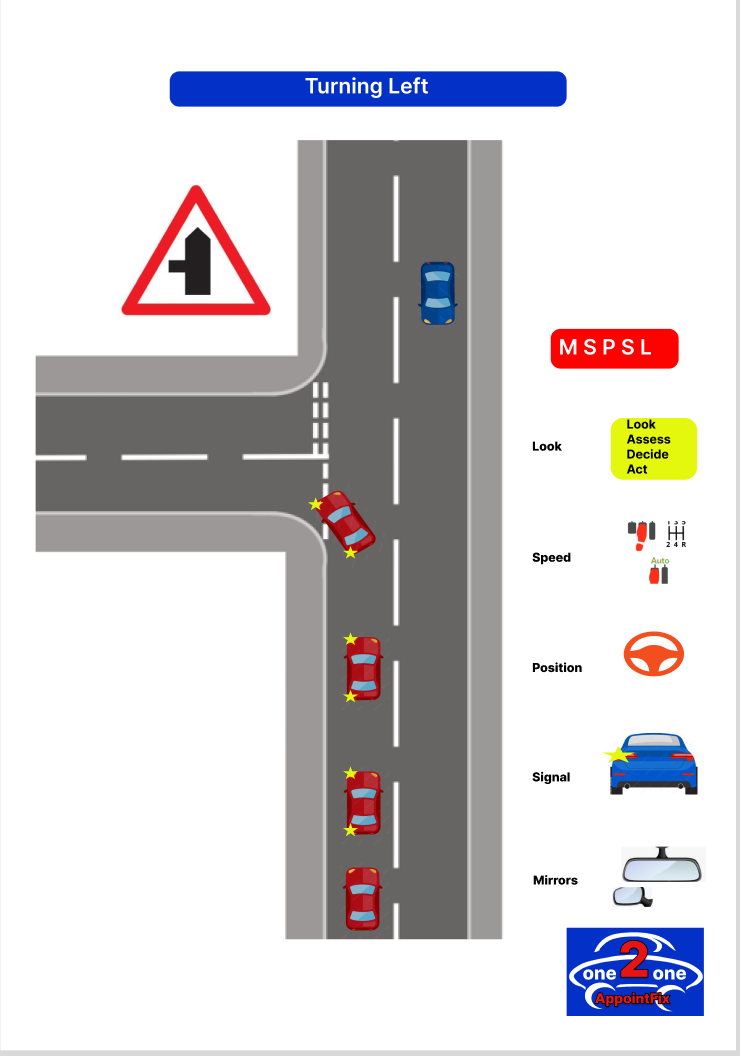 Turning Left
M S P S L
Look
Look
Assess
Decide
Act
Speed
1 3 5
2 4 R
Auto
Position
Signal
Mirrors
one 2 one
AppointFix